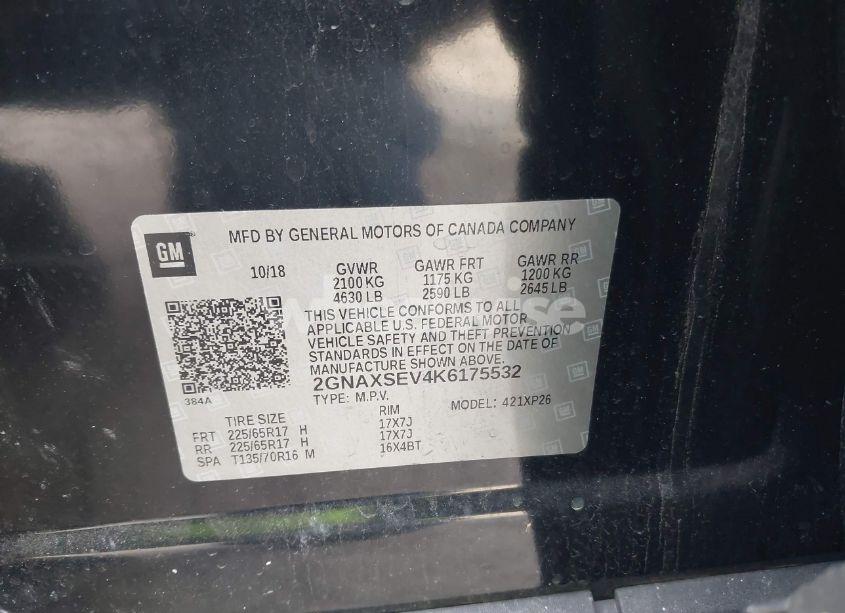 GM
MFD BY GENERAL MOTORS OF CANADA COMPANY
10/18 GVWR GAWR FRT GAWR RR
2100 KG 1175 KG 1200 KG
4630 LB 2590 LB 2645 LB
THIS VEHICLE CONFORMS TO ALL
APPLICABLE U.S. FEDERAL MOTOR
VEHICLE SAFETY AND THEFT PREVENTION
STANDARDS IN EFFECT ON THE DATE OF
MANUFACTURE SHOWN ABOVE.
2GNAXSEV4K6175532
384A
TYPE: M.P.V. MODEL: 421XP26
TIRE SIZE RIM
FRT 225/65R17 H 17X7J
RR 225/65R17 H 17X7J
SPA T135/70R16 M 16X4BT